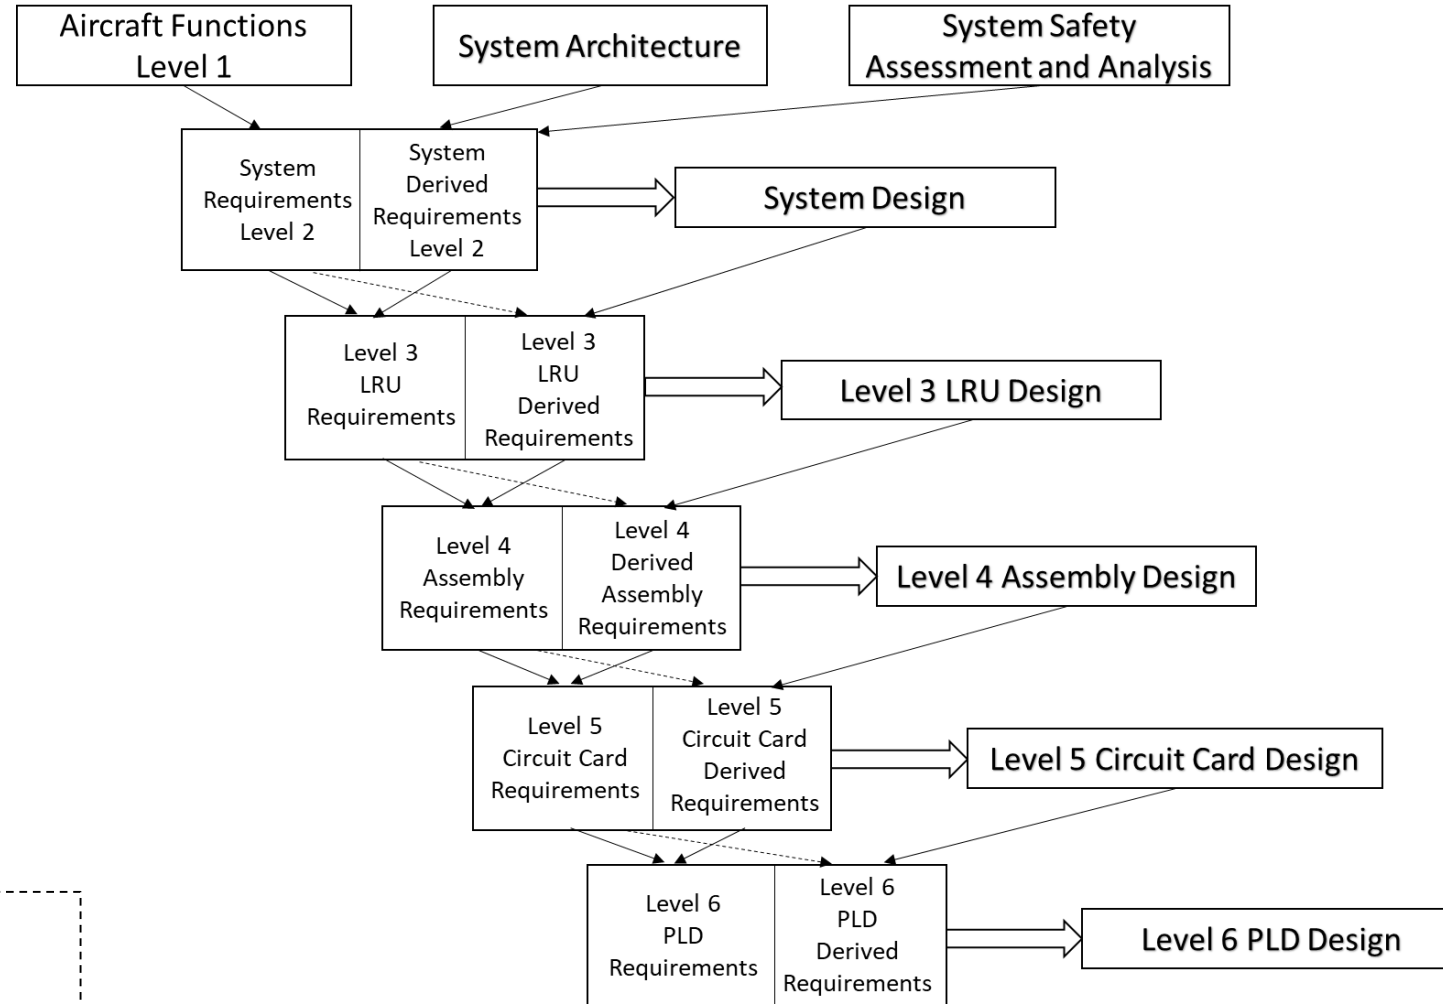 Aircraft Functions
Level 1
System Architecture
System Safety
Assessment and Analysis
System
Requirements
Level 2
System
Derived
Requirements
Level 2
System Design
Level 3
LRU
Requirements
Level 3
LRU
Derived
Requirements
Level 3 LRU Design
Level 4
Assembly
Requirements
Level 4
Derived
Assembly
Requirements
Level 4 Assembly Design
Level 5
Circuit Card
Requirements
Level 5
Circuit Card
Derived
Requirements
Level 5 Circuit Card Design
Level 6
PLD
Requirements
Level 6
PLD
Derived
Requirements
Level 6 PLD Design